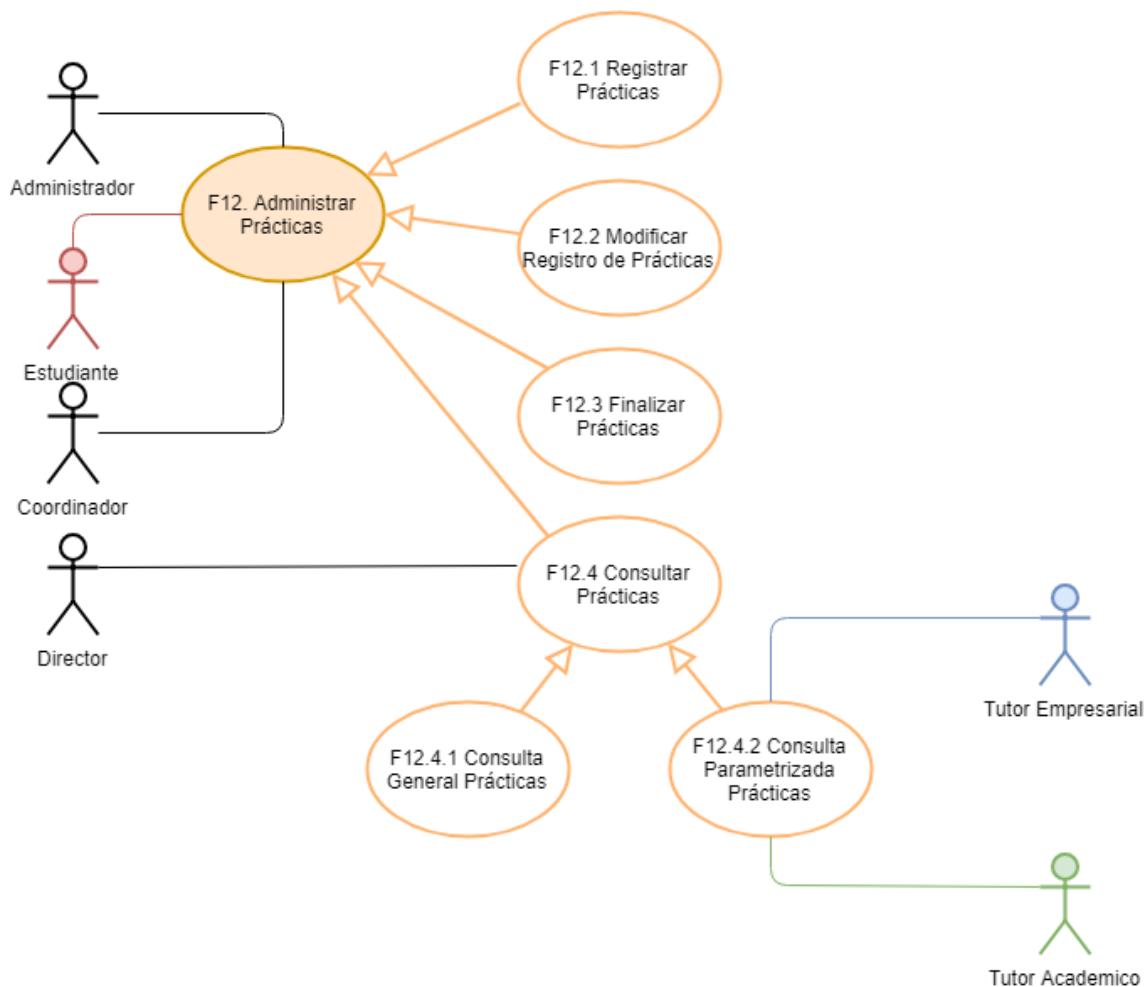 F12.1 Registrar
Prácticas
Administrador
F12. Administrar
Prácticas
F12.2 Modificar
Registro de Prácticas
Estudiante
F12.3 Finalizar
Prácticas
Coordinador
F12.4 Consultar
Prácticas
Director
Tutor Empresarial
F12.4.1 Consulta
General Prácticas
F12.4.2 Consulta
Parametrizada
Prácticas
Tutor Academico